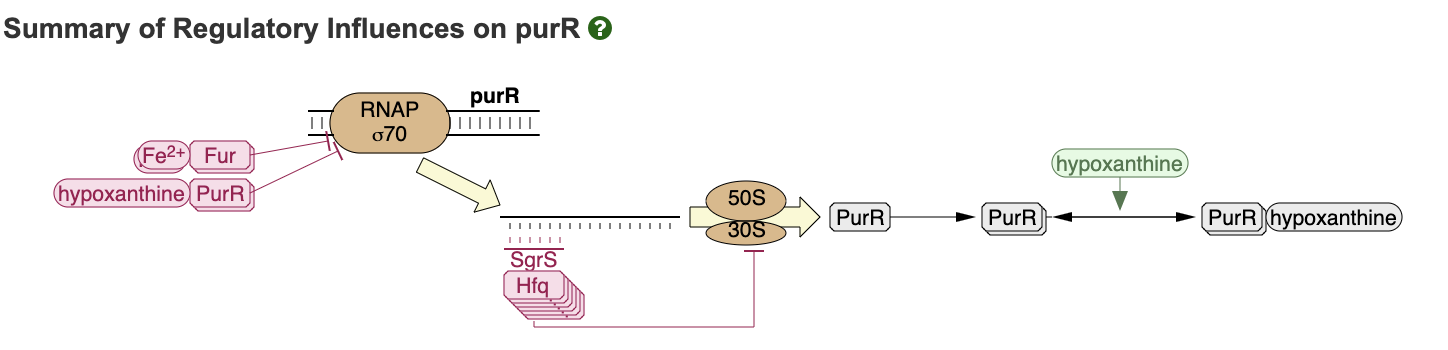 Summary of Regulatory Influences on purR ?
purR
RNAP
σ70
Fe2+ Fur
hypoxanthine PurR
hypoxanthine
50S
30S
PurR
PurR
PurR hypoxanthine
SgrS
Hfq